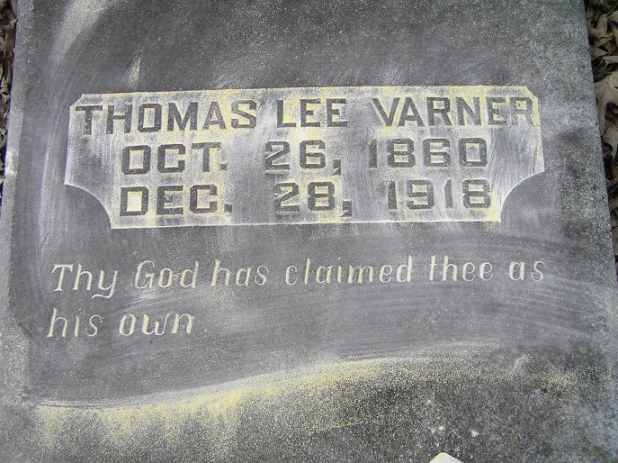 THOMAS LEE VARNER
OCT. 26, 1860
DEC. 28, 1918
Thy God has claimed thee as
his own